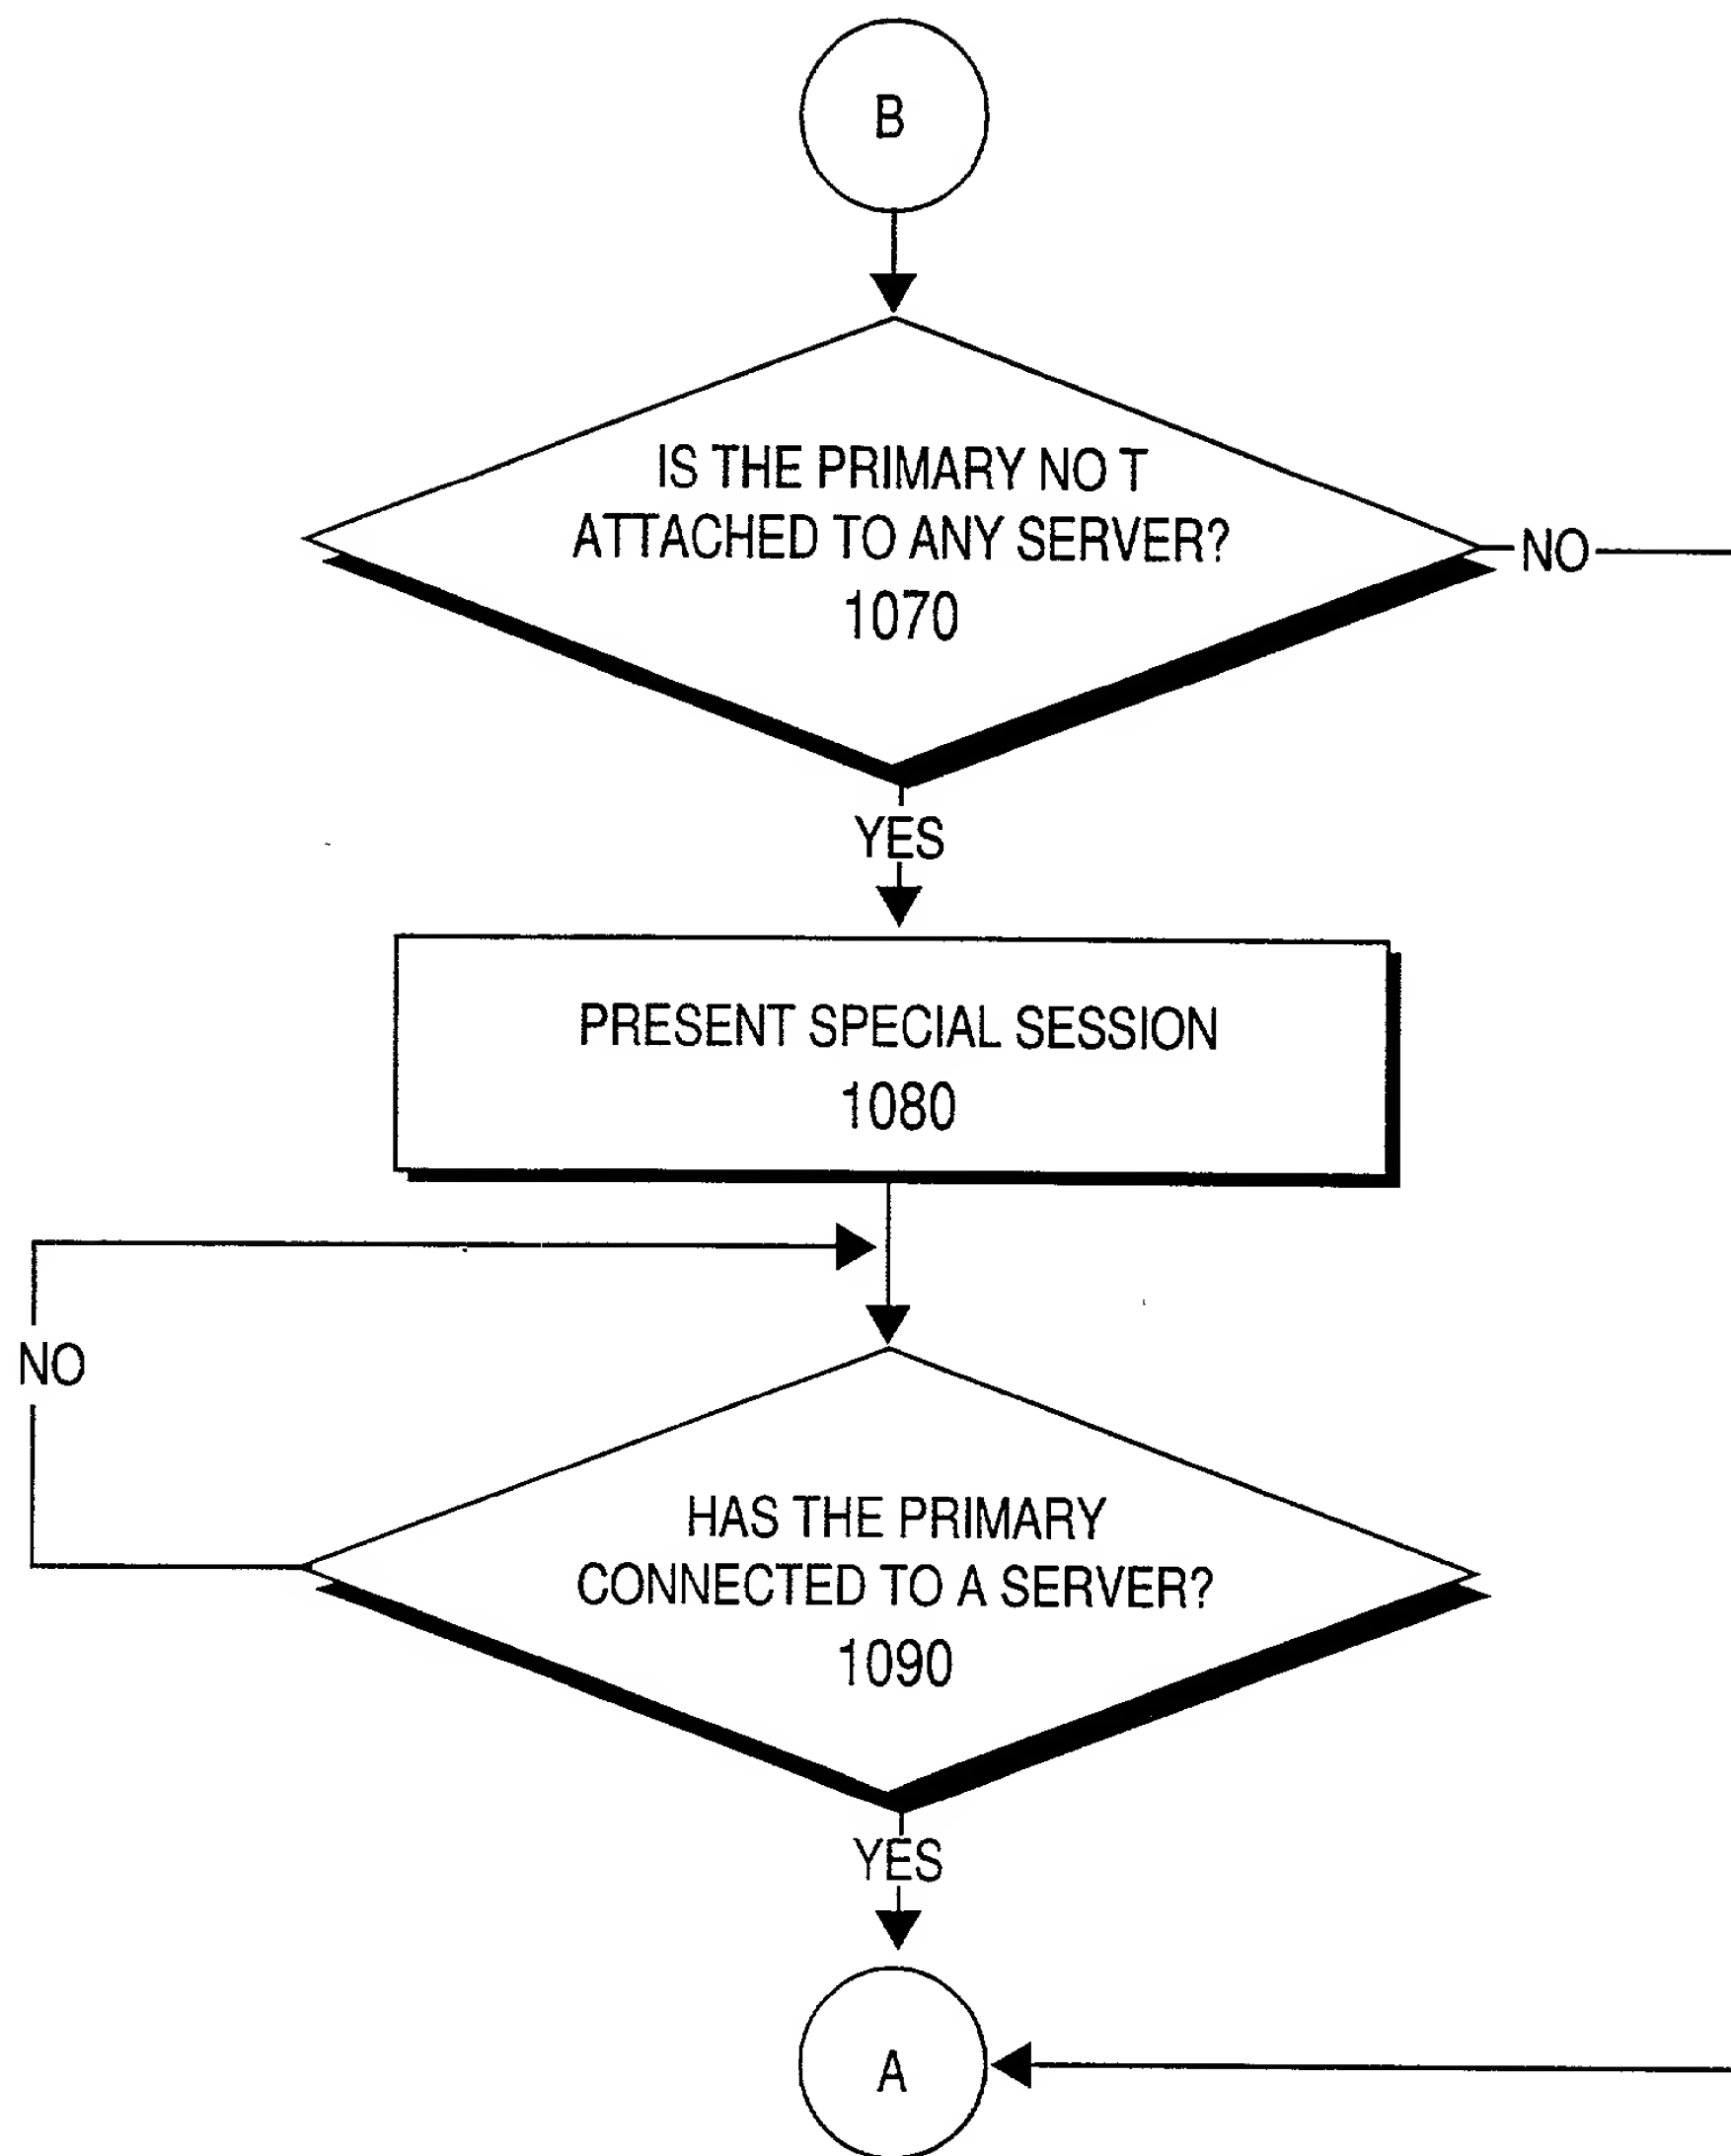 B
IS THE PRIMARY NO T
ATTACHED TO ANY SERVER?
1070
NO
YES
PRESENT SPECIAL SESSION
1080
NO
HAS THE PRIMARY
CONNECTED TO A SERVER?
1090
YES
A